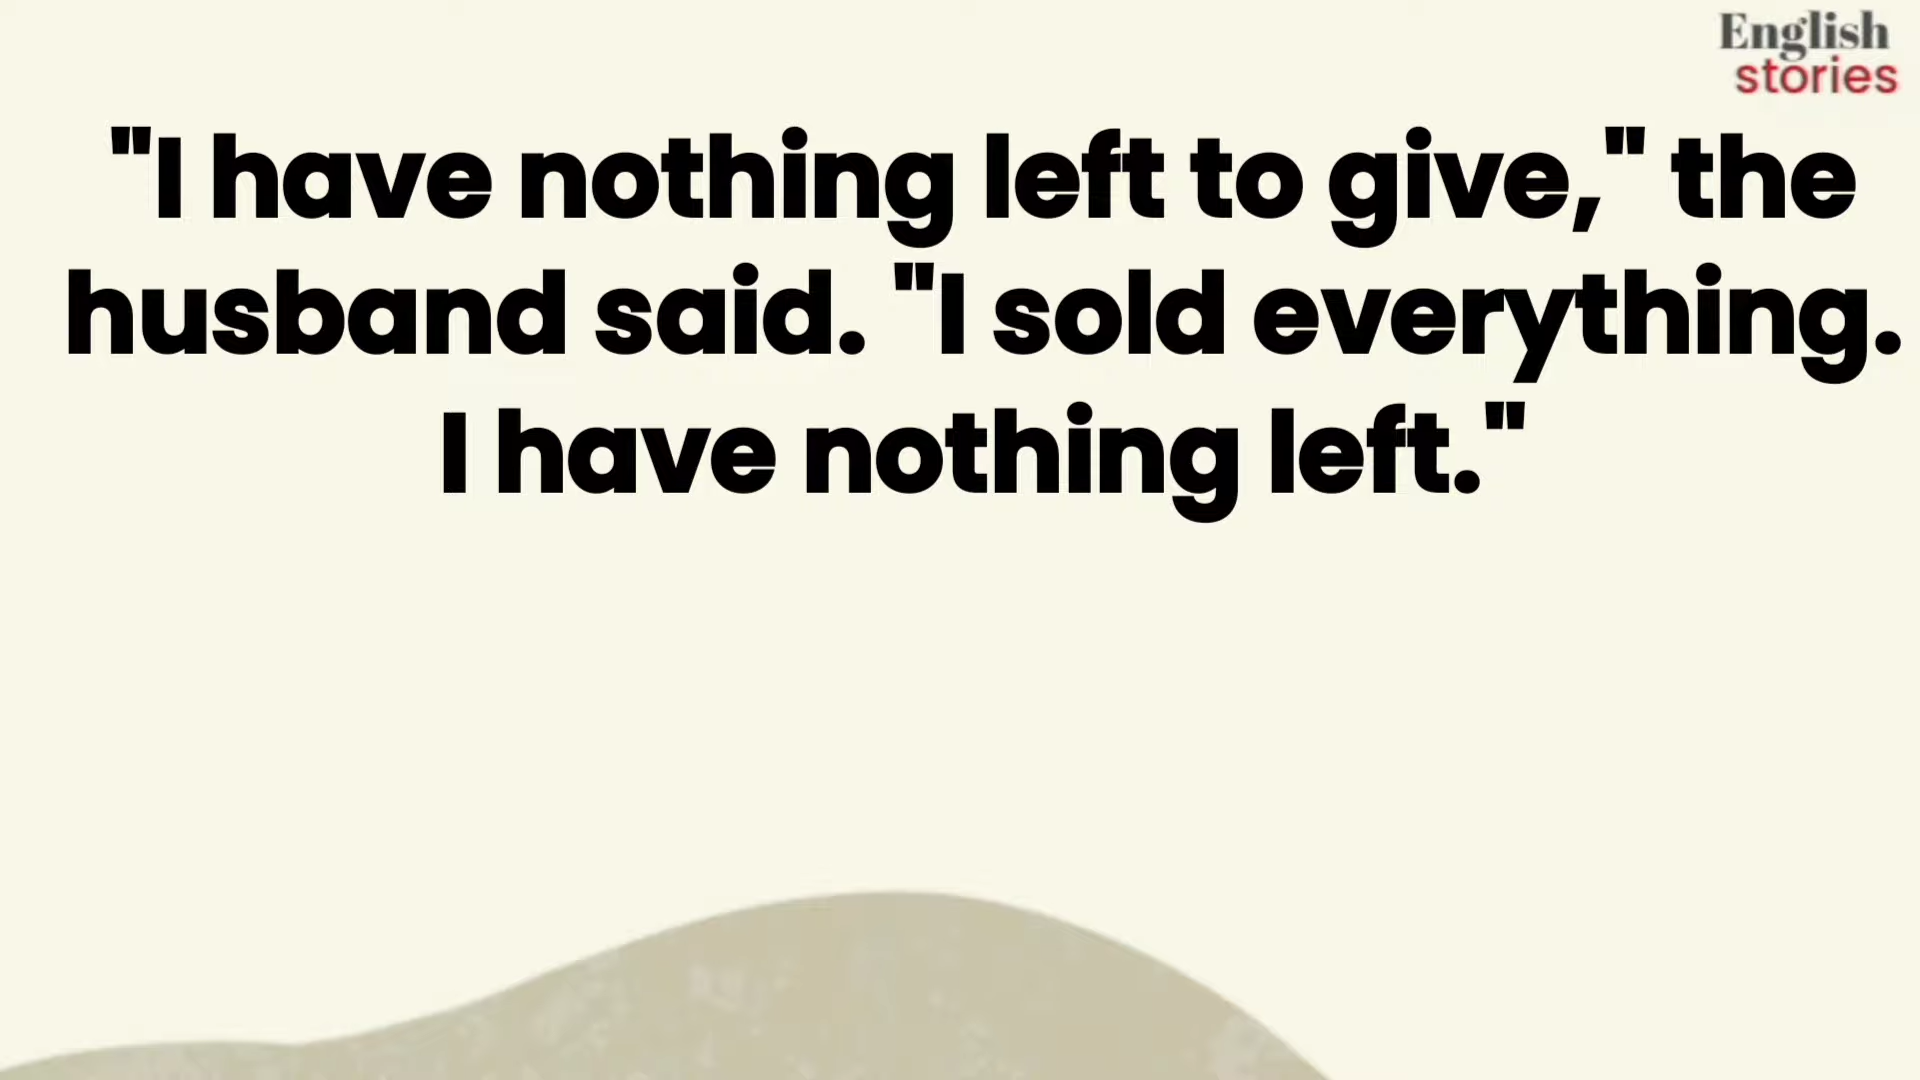 English
stories
"I have nothing left to give," the
husband said. "I sold everything.
I have nothing left."